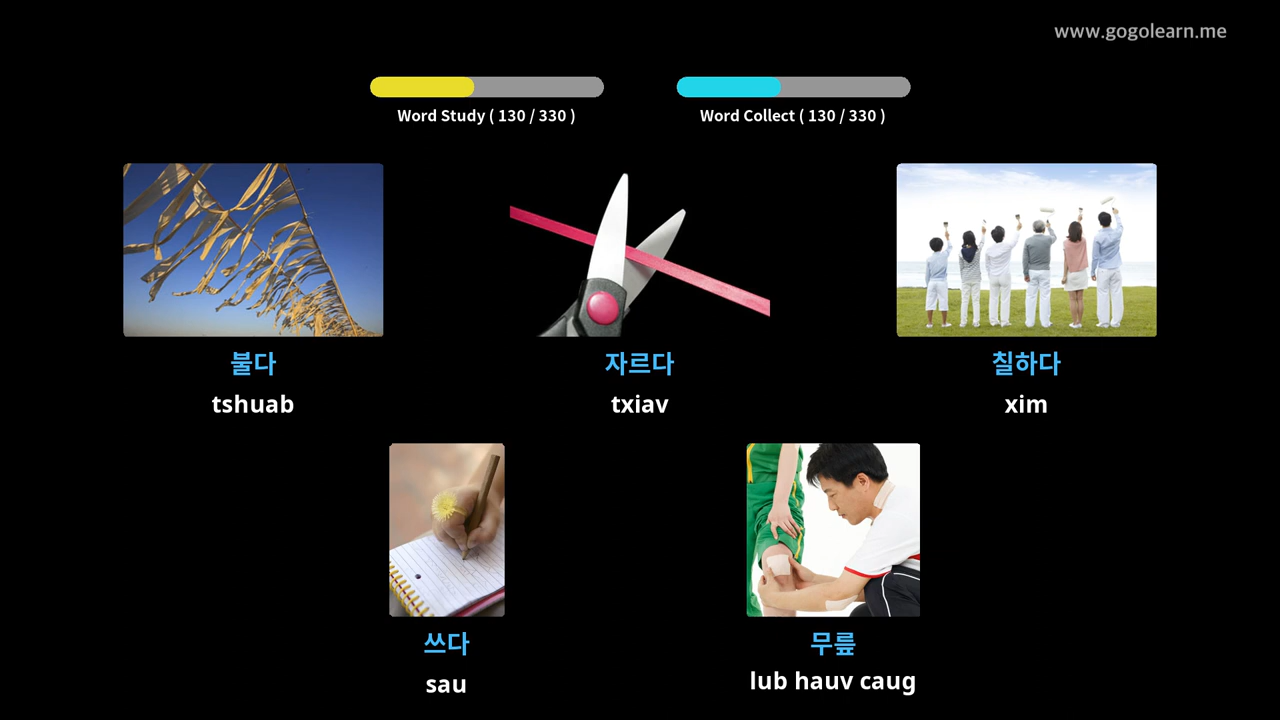 www.gogolearn.me
Word Study ( 130 / 330 )
Word Collect ( 130 / 330 )
불다
자르다
칠하다
tshuab
txiav
xim
쓰다
무릎
sau
lub hauv caug